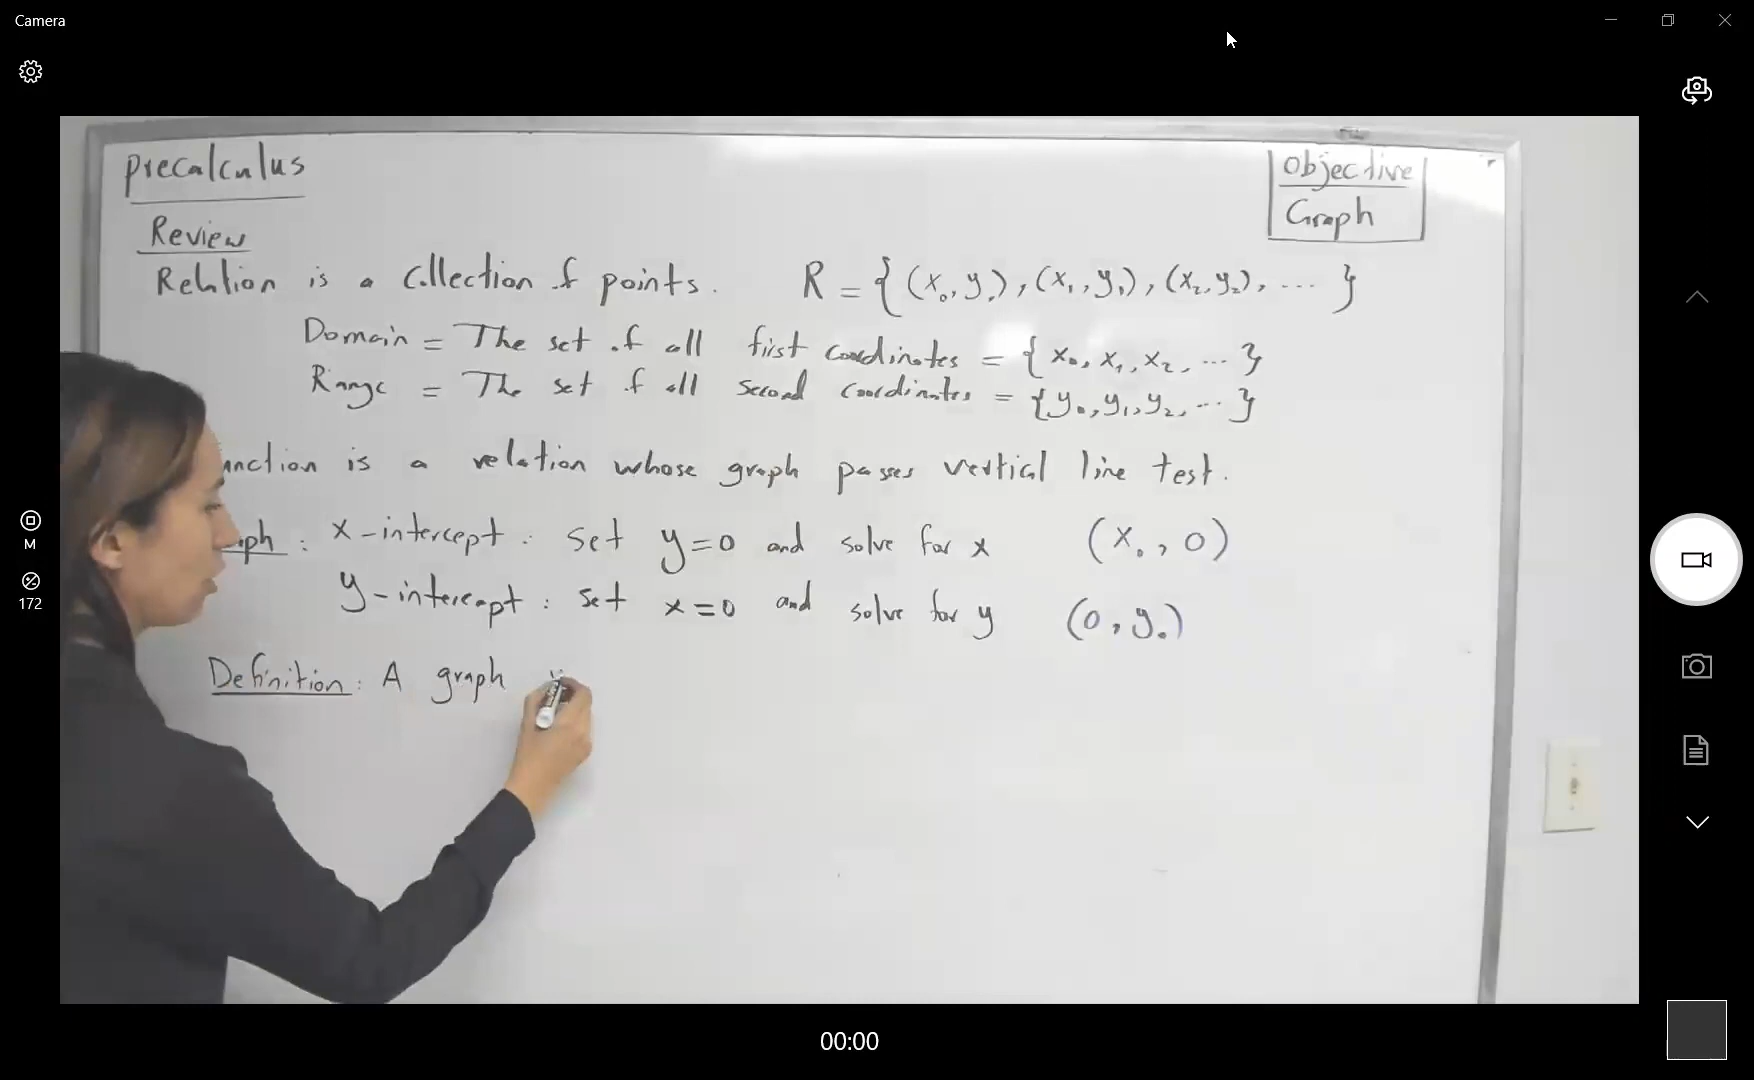 Camera
precalculus
Objective
Graph
Review
Relation is a collection of points. R = { (x₀, y₀), (x₁, y₁), (x₂, y₂), ... }
Domain = The set of all first coordinates = { x₀, x₁, x₂, ... }
Range = The set of all second coordinates = { y₀, y₁, y₂, ... }
unction is a relation whose graph passes vertical line test.
ph : x-intercept : set y=0 and solve for x (x₀, 0)
y-intercept : set x=0 and solve for y (0, y₀)
Definition : A graph
M
172
00:00